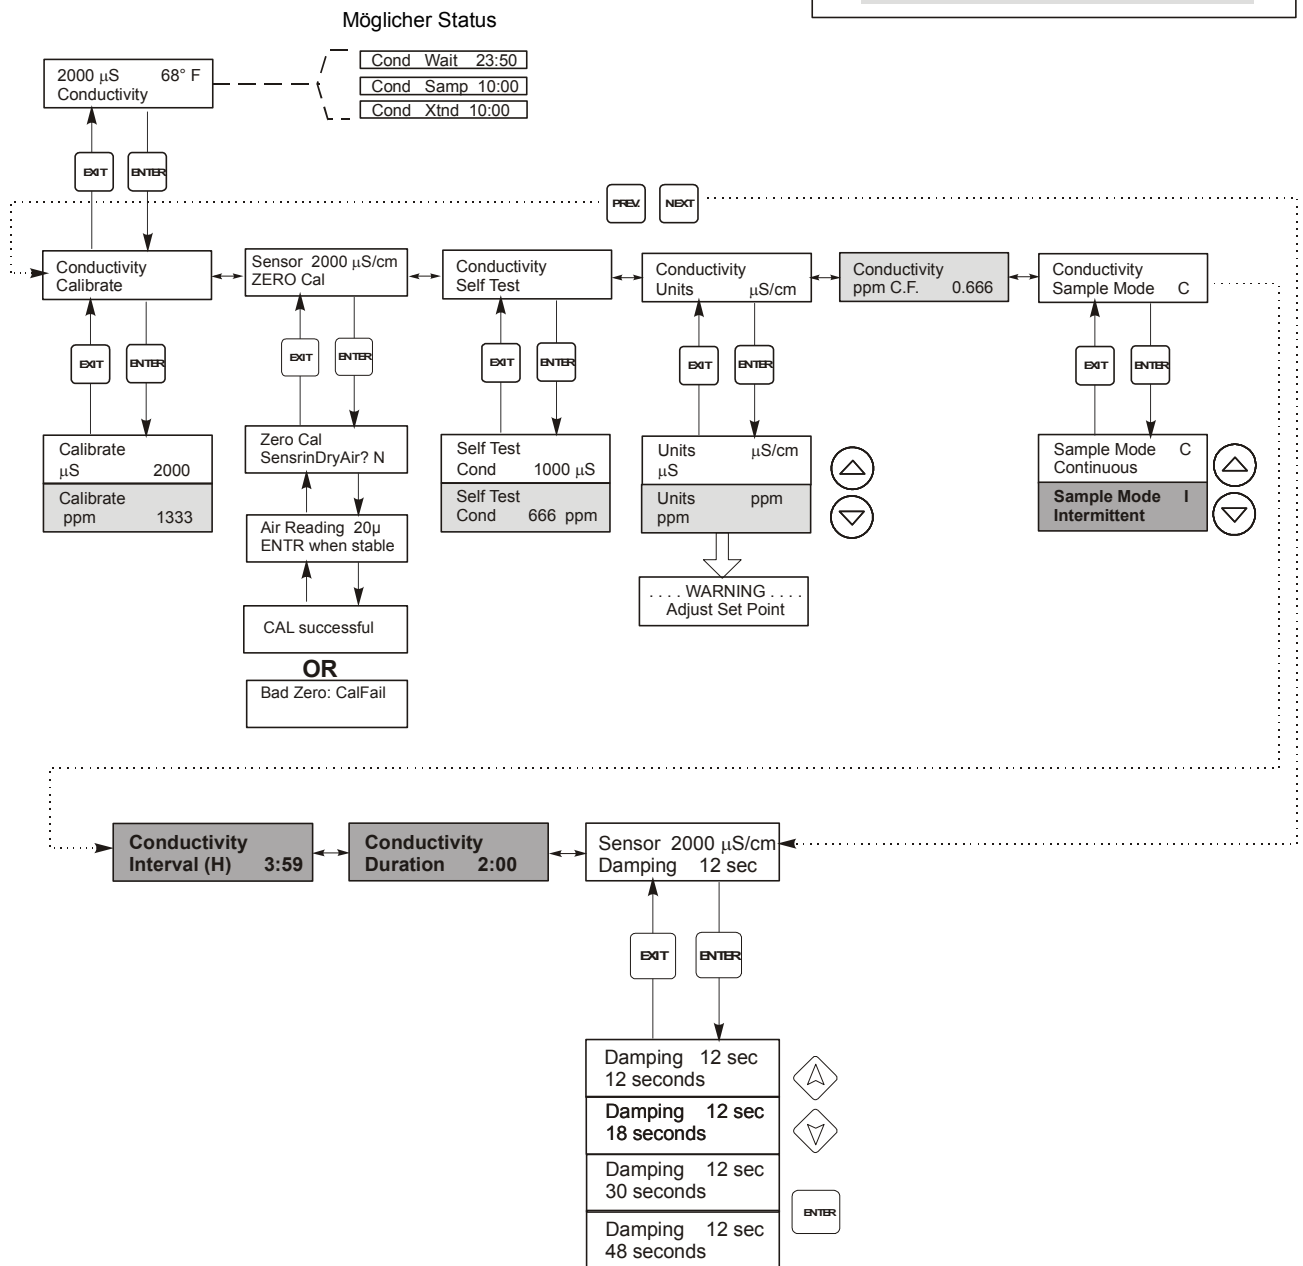 Möglicher Status
Cond Wait 23:50
2000 µS 68° F
Conductivity
Cond Samp 10:00
Cond Xtnd 10:00
EXIT ENTER
PREV. NEXT
Conductivity
Calibrate
Sensor 2000 µS/cm
ZERO Cal
Conductivity
Self Test
Conductivity
Units µS/cm
Conductivity
ppm C.F. 0.666
Conductivity
Sample Mode C
EXIT ENTER
EXIT ENTER
EXIT ENTER
EXIT ENTER
EXIT ENTER
Calibrate
µS 2000
Calibrate
ppm 1333
Zero Cal
SensrinDryAir? N
Air Reading 20µ
ENTR when stable
CAL successful
OR
Bad Zero: CalFail
Self Test
Cond 1000 µS
Self Test
Cond 666 ppm
Units µS/cm
µS
Units ppm
ppm
. . . . WARNING . . . .
Adjust Set Point
Sample Mode C
Continuous
Sample Mode I
Intermittent
Conductivity
Interval (H) 3:59
Conductivity
Duration 2:00
Sensor 2000 µS/cm
Damping 12 sec
EXIT ENTER
Damping 12 sec
12 seconds
Damping 12 sec
18 seconds
Damping 12 sec
30 seconds
ENTER
Damping 12 sec
48 seconds